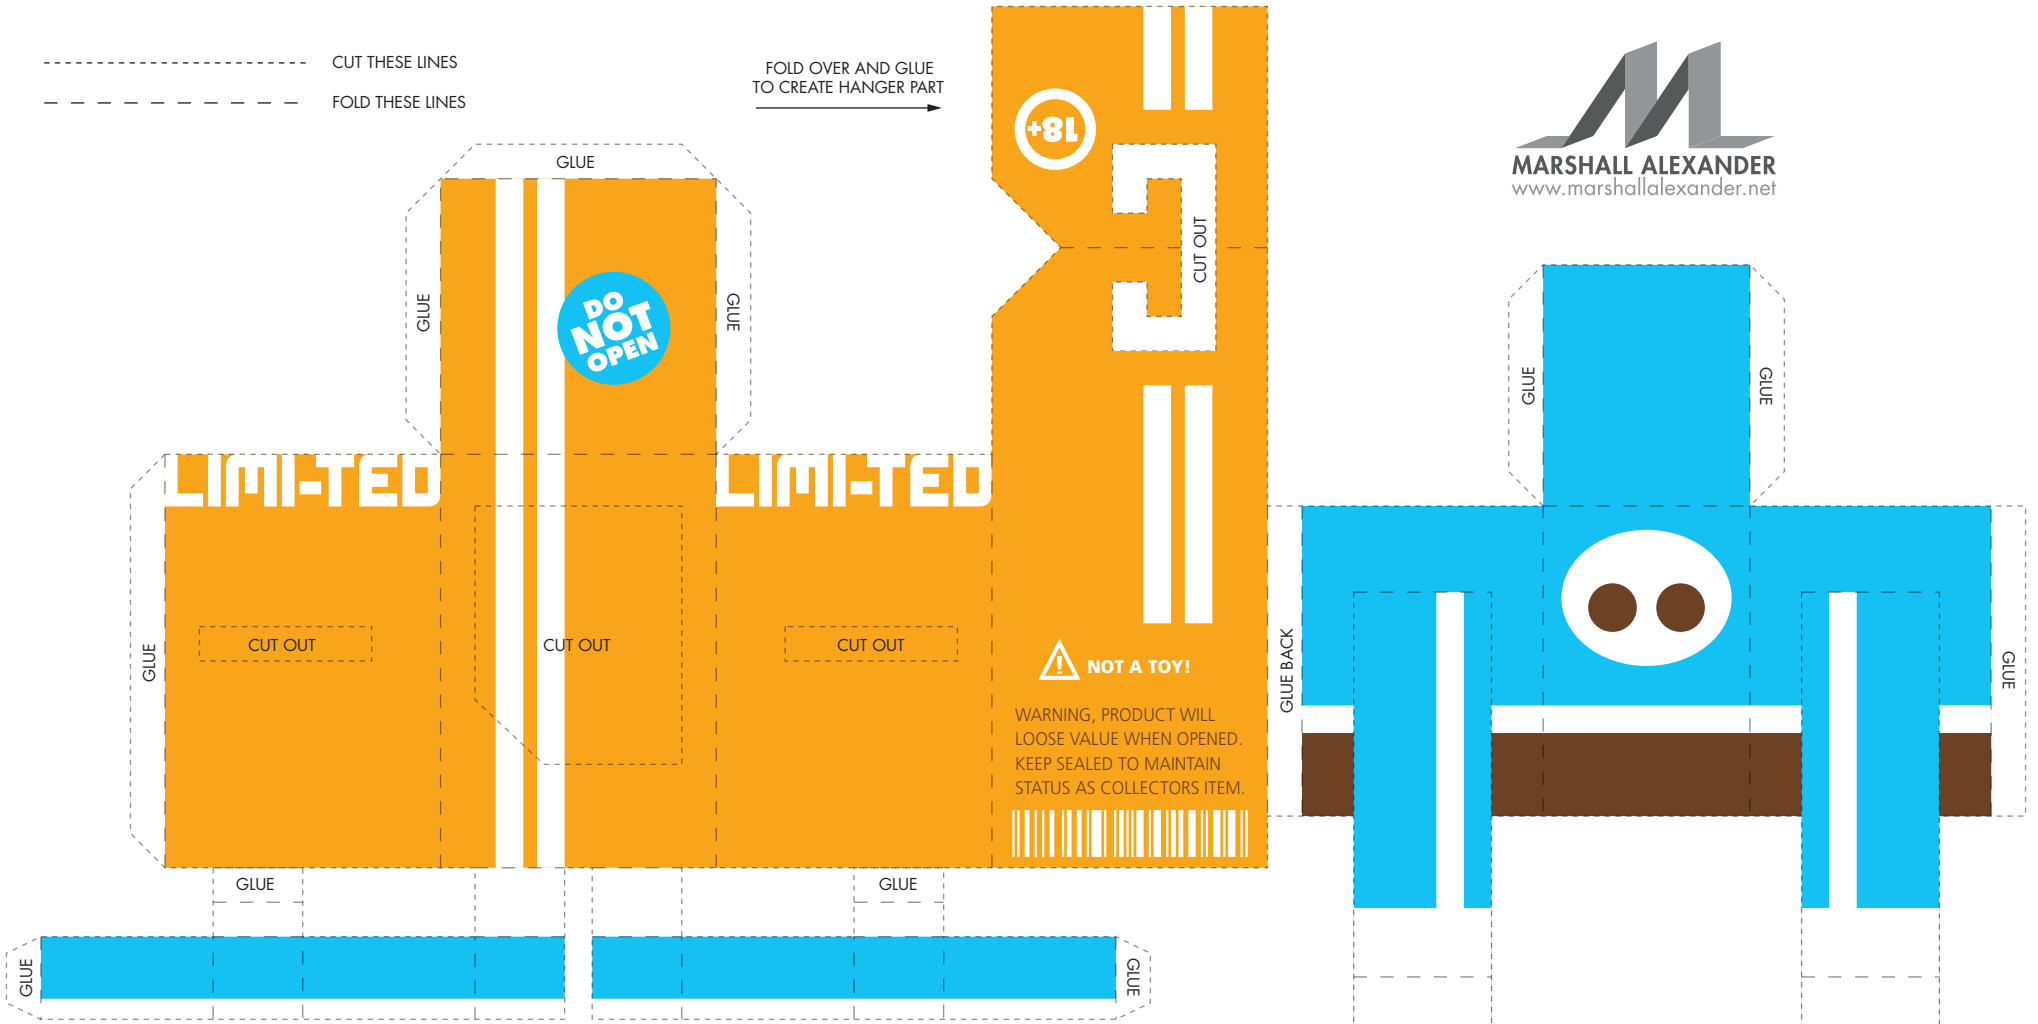 CUT THESE LINES
FOLD THESE LINES
FOLD OVER AND GLUE
TO CREATE HANGER PART
18+
MARSHALL ALEXANDER
www.marshallalexander.net
GLUE
GLUE
GLUE
DO
NOT
OPEN
CUT OUT
GLUE
GLUE
LIMI-TED
LIMI-TED
GLUE
CUT OUT
CUT OUT
CUT OUT
NOT A TOY!
WARNING, PRODUCT WILL
LOOSE VALUE WHEN OPENED.
KEEP SEALED TO MAINTAIN
STATUS AS COLLECTORS ITEM.
GLUE BACK
GLUE
GLUE
GLUE
GLUE
GLUE